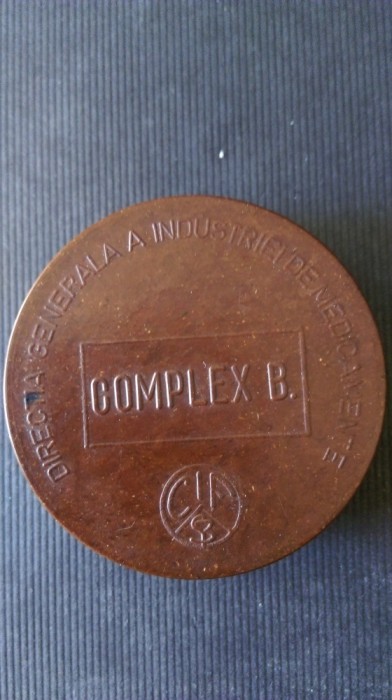 DIRECTIA GENERALA A INDUSTRIEI DE MEDICAMENTE
COMPLEX B.